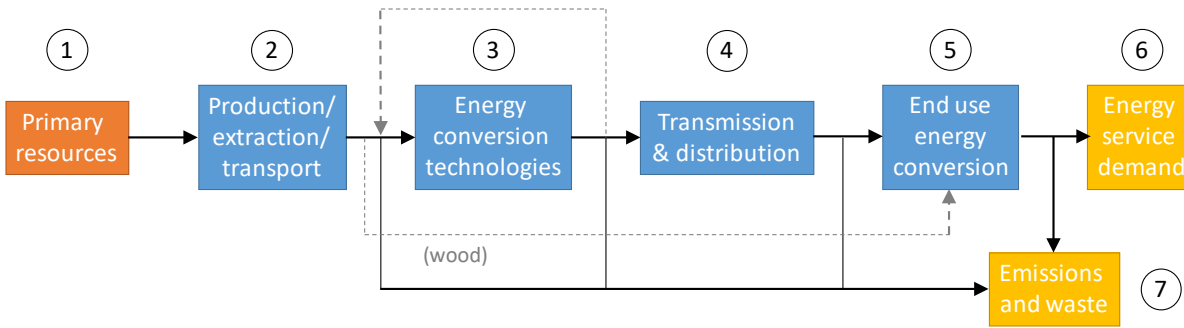 1
2
3
4
5
6
Primary
resources
Production/
extraction/
transport
Energy
conversion
technologies
Transmission
& distribution
End use
energy
conversion
Energy
service
demand
(wood)
Emissions
and waste
7